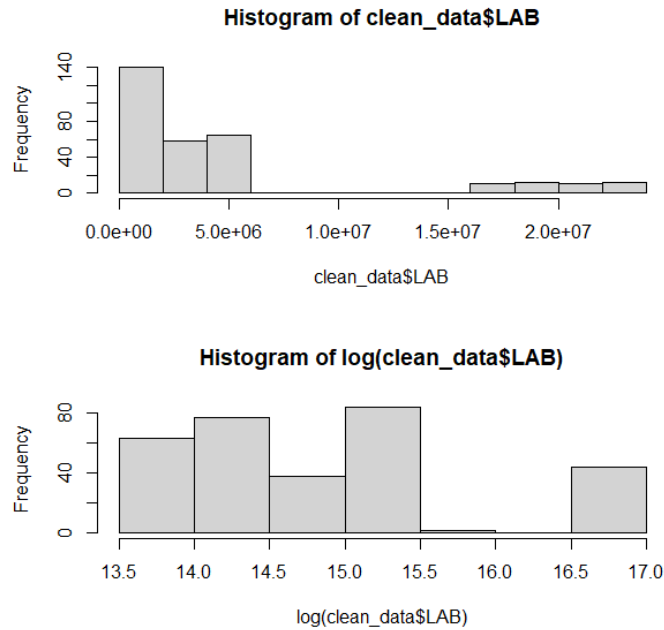 Histogram of clean_data$LAB
Frequency
140
80
40
0
0.0e+00 5.0e+06 1.0e+07 1.5e+07 2.0e+07
clean_data$LAB
Histogram of log(clean_data$LAB)
Frequency
80
40
0
13.5 14.0 14.5 15.0 15.5 16.0 16.5 17.0
log(clean_data$LAB)